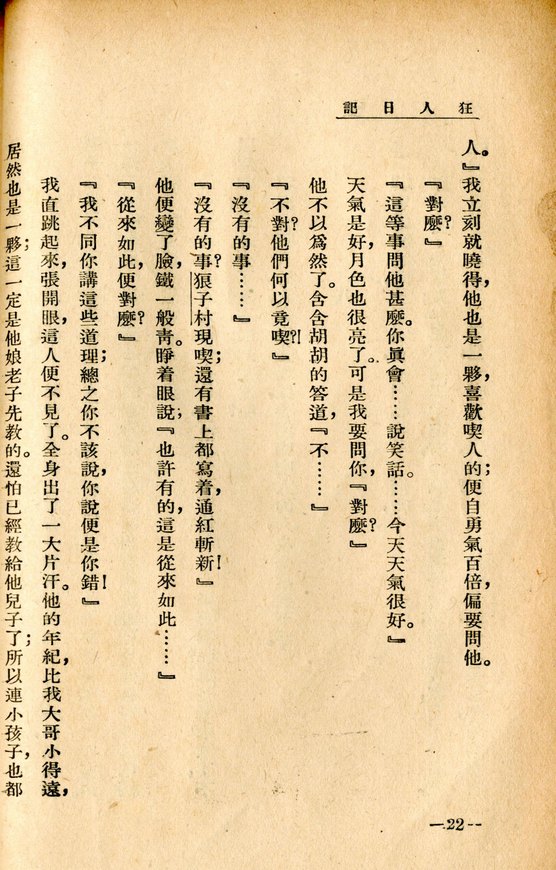 狂人日記
人。』我立刻就曉得，他也是一夥，喜歡喫人的；便自勇氣百倍，偏要問他。
『對麽？』
『這等事問他甚麽。你眞會……說笑話。……今天天氣很好。』
天氣是好，月色也很亮了。可是我要問你，『對麽？』
他不以爲然了。含含胡胡的答道，『不……』
『不對？他們何以竟喫？！』
『沒有的事……』
『沒有的事？狼子村現喫；還有書上都寫着，通紅斬新！』
他便變了臉，鐵一般靑。睜着眼說；『也許有的，這是從來如此……』
『從來如此，便對麽？』
『我不同你講這些道理；總之你不該說，你說便是你錯！』
我直跳起來，張開眼，這人便不見了。全身出了一大片汗。他的年紀，比我大哥小得遠，
居然也是一夥；這一定是他娘老子先敎的。還怕已經敎給他兒子了；所以連小孩子，也都
—22--